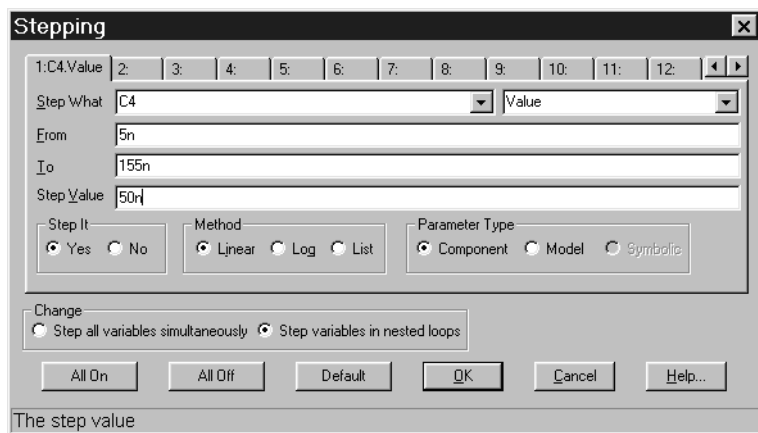 Stepping
1:C4.Value 2: 3: 4: 5: 6: 7: 8: 9: 10: 11: 12:
Step What C4 Value
From 5n
To 155n
Step Value 50n
Step It Method Parameter Type
Yes No Linear Log List Component Model Symbolic
Change
Step all variables simultaneously Step variables in nested loops
All On All Off Default OK Cancel Help...
The step value